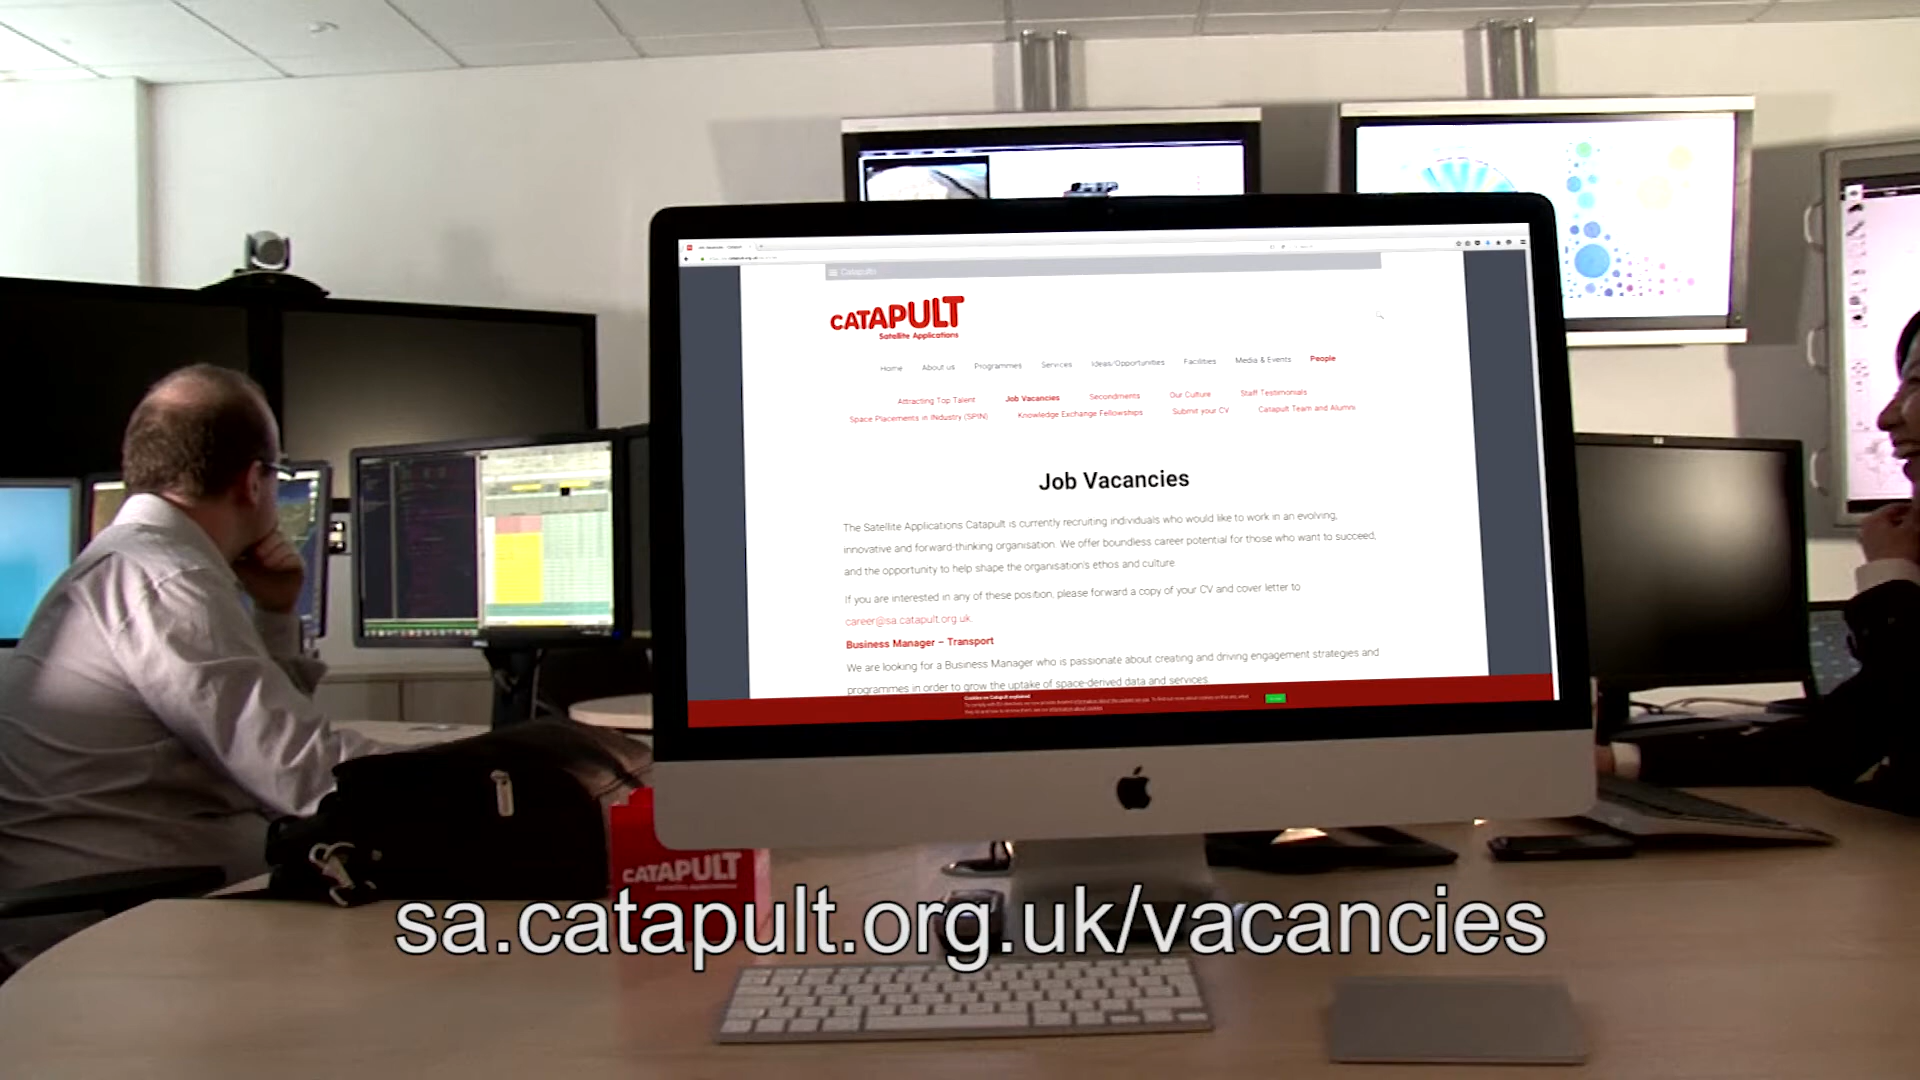 Catapults
CATAPULT
Satellite Applications
Home About us Programmes Services Ideas/Opportunities Facilities Media & Events People
Attracting Top Talent Job Vacancies Secondments Our Culture Staff Testimonials
Space Placements in INdustry (SPIN) Knowledge Exchange Fellowships Submit your CV Catapult Team and Alumni
Job Vacancies
The Satellite Applications Catapult is currently recruiting individuals who would like to work in an evolving,
innovative and forward-thinking organisation. We offer boundless career potential for those who want to succeed,
and the opportunity to help shape the organisation's ethos and culture.
If you are interested in any of these position, please forward a copy of your CV and cover letter to
career@sa.catapult.org.uk.
Business Manager – Transport
We are looking for a Business Manager who is passionate about creating and driving engagement strategies and
programmes in order to grow the uptake of space-derived data and services.
Cookies on Catapult explained
CATAPULT
Satellite Applications
sa.catapult.org.uk/vacancies